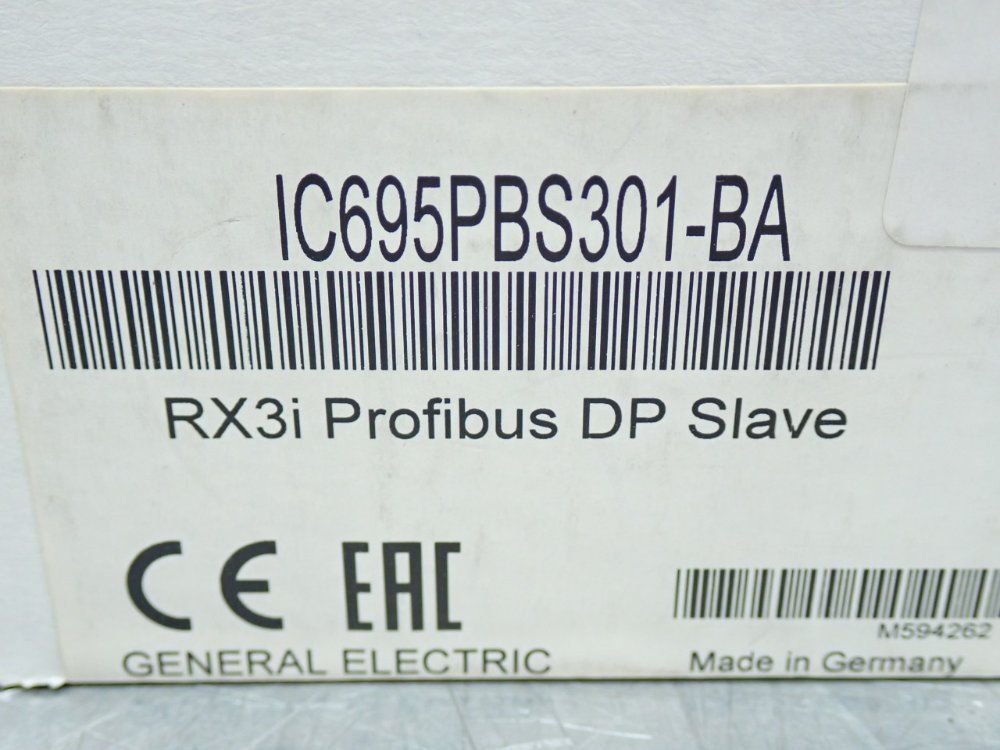 IC695PBS301-BA
RX3i Profibus DP Slave
CE EAC
M594262
GENERAL ELECTRIC
Made in Germany